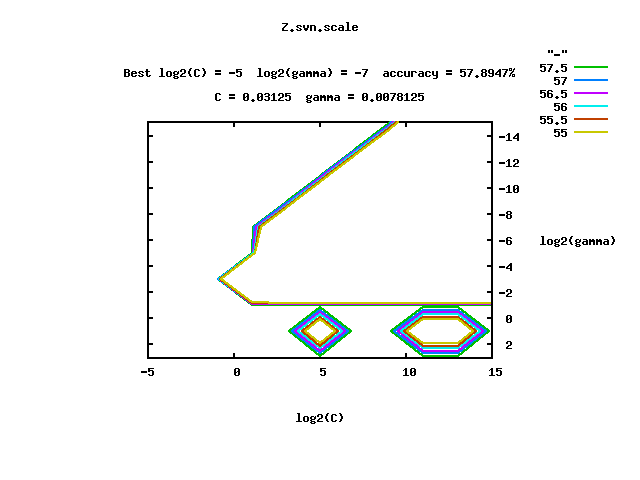 Z.svn.scale
Best log2(C) = -5 log2(gamma) = -7 accuracy = 57.8947%
C = 0.03125 gamma = 0.0078125
"-"
57.5
57
56.5
56
55.5
55
-14
-12
-10
-8
-6
-4
-2
0
2
log2(gamma)
-5 0 5 10 15
log2(C)